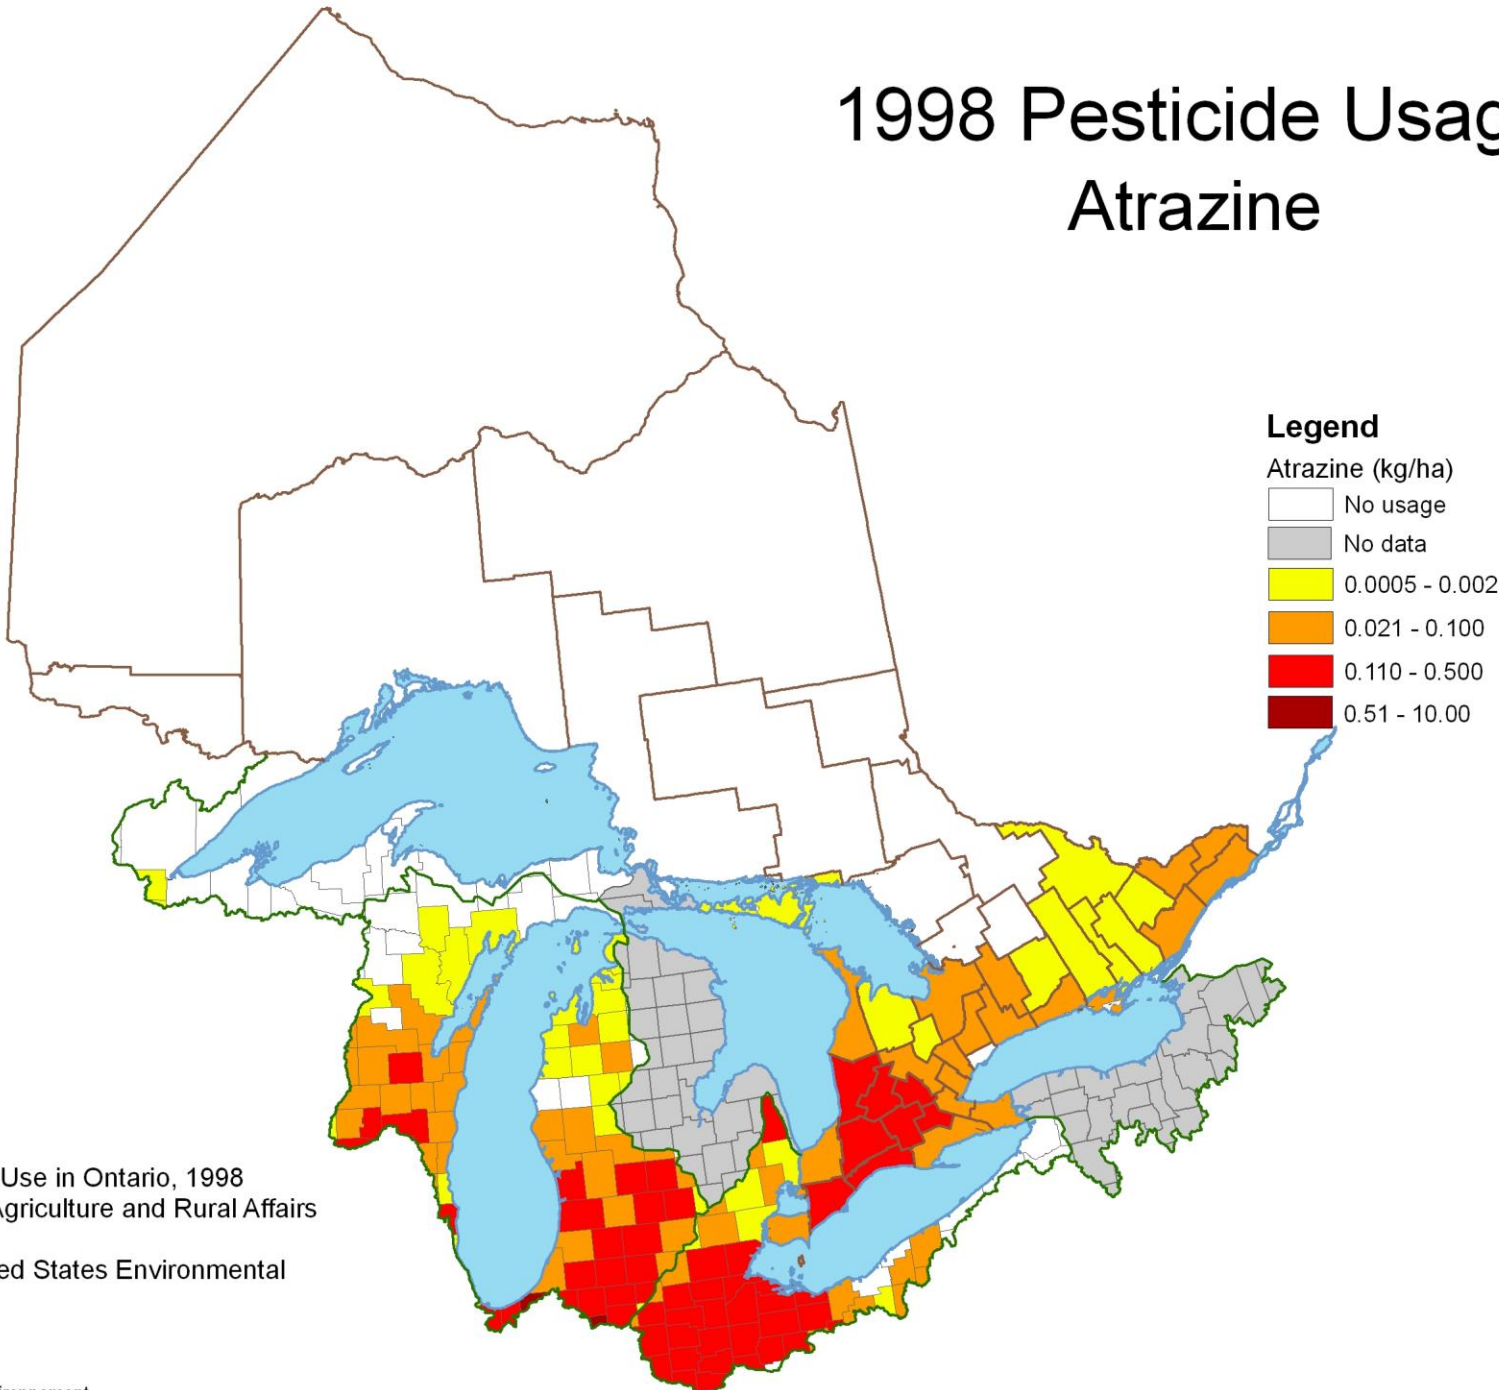 1998 Pesticide Usag
Atrazine
Legend
Atrazine (kg/ha)
No usage
No data
0.0005 - 0.002
0.021 - 0.100
0.110 - 0.500
0.51 - 10.00
Use in Ontario, 1998
Agriculture and Rural Affairs
ed States Environmental